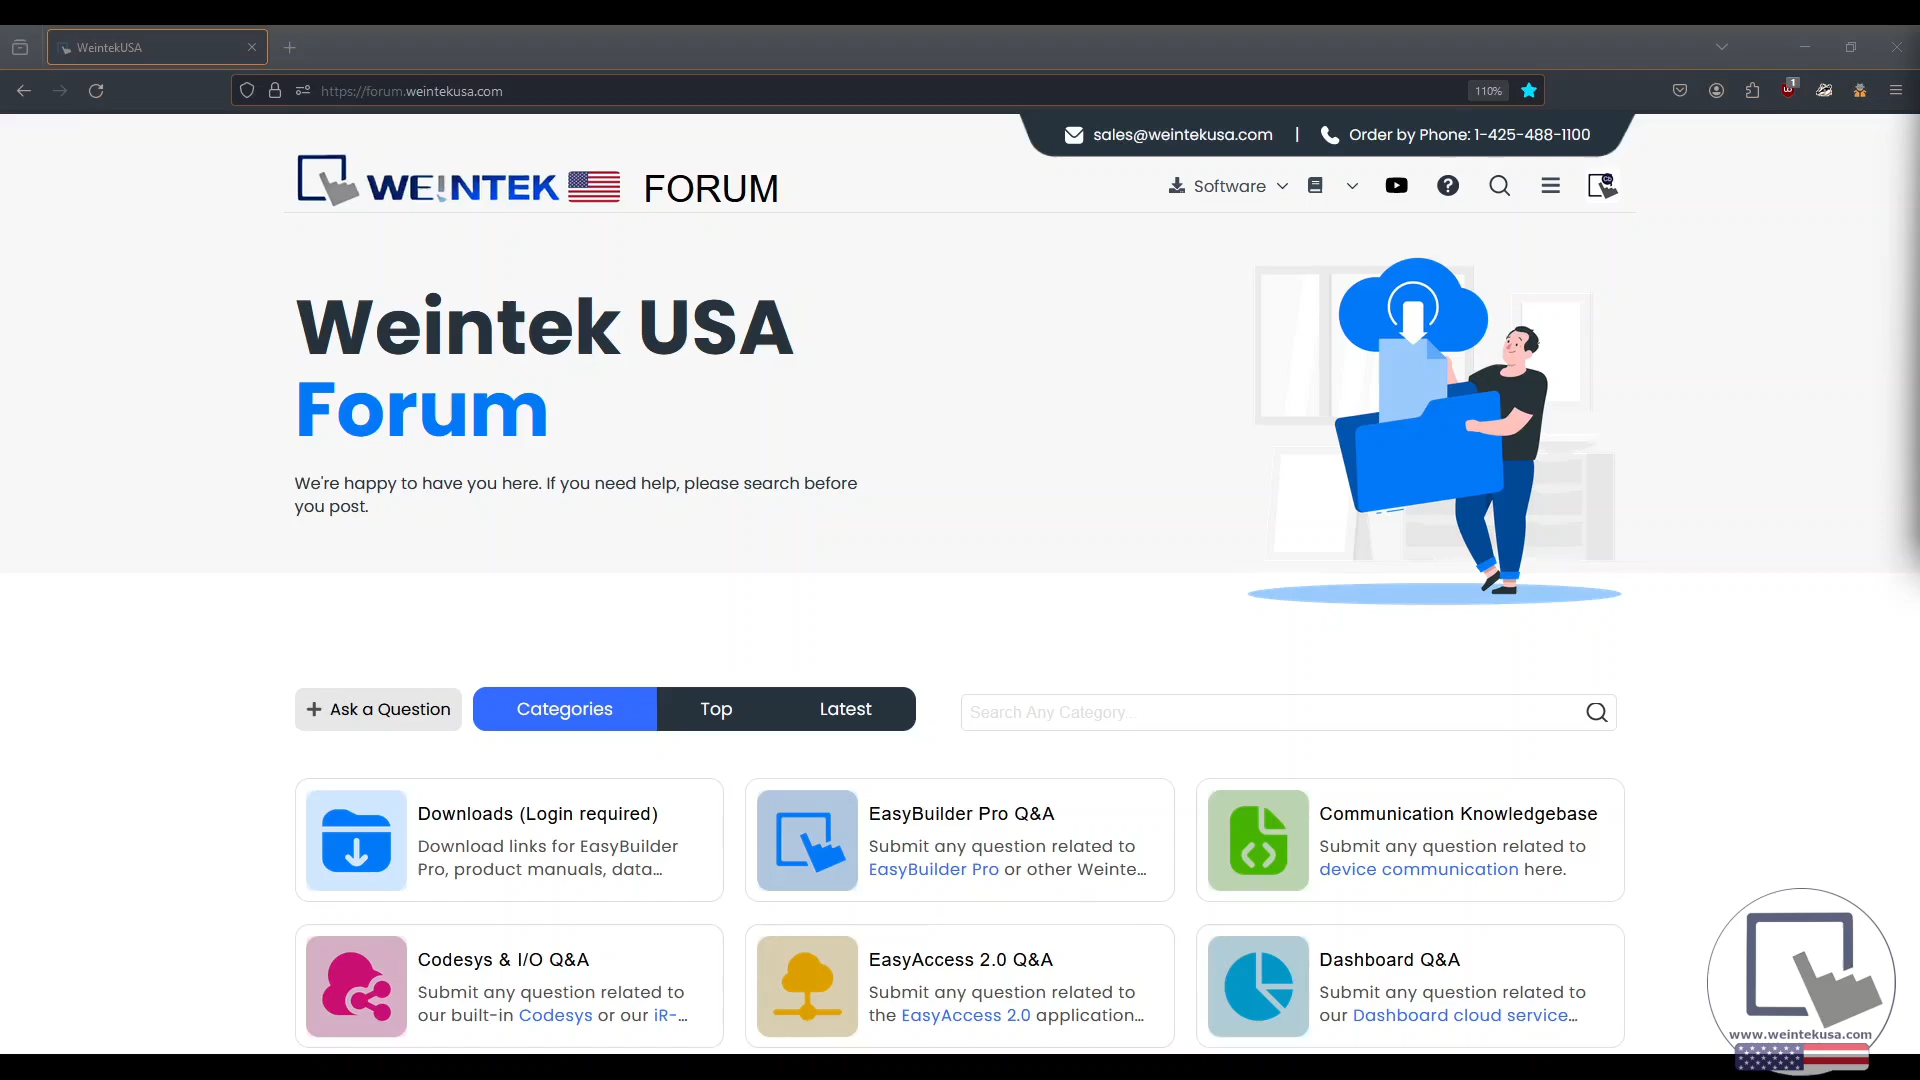 WeintekUSA
https://forum.weintekusa.com
110%
1
sales@weintekusa.com | Order by Phone: 1-425-488-1100
WEINTEK FORUM
Software
Weintek USA
Forum
We're happy to have you here. If you need help, please search before
you post.
+ Ask a Question
Categories
Top
Latest
Search Any Category...
Downloads (Login required)
Download links for EasyBuilder
Pro, product manuals, data...
EasyBuilder Pro Q&A
Submit any question related to
EasyBuilder Pro or other Weinte...
Communication Knowledgebase
Submit any question related to
device communication here.
Codesys & I/O Q&A
Submit any question related to
our built-in Codesys or our iR-...
EasyAccess 2.0 Q&A
Submit any question related to
the EasyAccess 2.0 application...
Dashboard Q&A
Submit any question related to
our Dashboard cloud service...
www.weintekusa.com